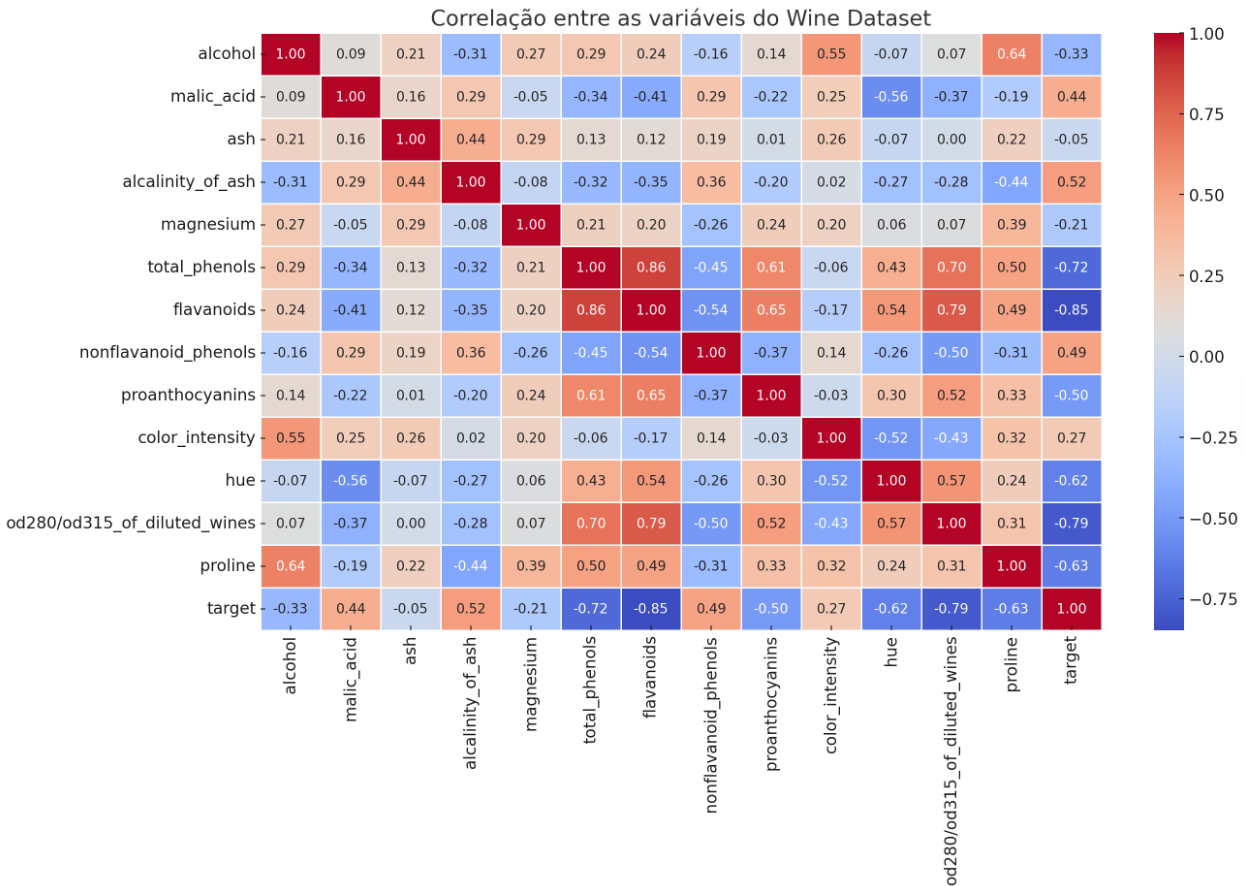 Correlação entre as variáveis do Wine Dataset
alcohol 1.00 0.09 0.21 -0.31 0.27 0.29 0.24 -0.16 0.14 0.55 -0.07 0.07 0.64 -0.33
malic_acid 0.09 1.00 0.16 0.29 -0.05 -0.34 -0.41 0.29 -0.22 0.25 -0.56 -0.37 -0.19 0.44
ash 0.21 0.16 1.00 0.44 0.29 0.13 0.12 0.19 0.01 0.26 -0.07 0.00 0.22 -0.05
alcalinity_of_ash -0.31 0.29 0.44 1.00 -0.08 -0.32 -0.35 0.36 -0.20 0.02 -0.27 -0.28 -0.44 0.52
magnesium 0.27 -0.05 0.29 -0.08 1.00 0.21 0.20 -0.26 0.24 0.20 0.06 0.07 0.39 -0.21
total_phenols 0.29 -0.34 0.13 -0.32 0.21 1.00 0.86 -0.45 0.61 -0.06 0.43 0.70 0.50 -0.72
flavanoids 0.24 -0.41 0.12 -0.35 0.20 0.86 1.00 -0.54 0.65 -0.17 0.54 0.79 0.49 -0.85
nonflavanoid_phenols -0.16 0.29 0.19 0.36 -0.26 -0.45 -0.54 1.00 -0.37 0.14 -0.26 -0.50 -0.31 0.49
proanthocyanins 0.14 -0.22 0.01 -0.20 0.24 0.61 0.65 -0.37 1.00 -0.03 0.30 0.52 0.33 -0.50
color_intensity 0.55 0.25 0.26 0.02 0.20 -0.06 -0.17 0.14 -0.03 1.00 -0.52 -0.43 0.32 0.27
hue -0.07 -0.56 -0.07 -0.27 0.06 0.43 0.54 -0.26 0.30 -0.52 1.00 0.57 0.24 -0.62
od280/od315_of_diluted_wines 0.07 -0.37 0.00 -0.28 0.07 0.70 0.79 -0.50 0.52 -0.43 0.57 1.00 0.31 -0.79
proline 0.64 -0.19 0.22 -0.44 0.39 0.50 0.49 -0.31 0.33 0.32 0.24 0.31 1.00 -0.63
target -0.33 0.44 -0.05 0.52 -0.21 -0.72 -0.85 0.49 -0.50 0.27 -0.62 -0.79 -0.63 1.00
alcohol
malic_acid
ash
alcalinity_of_ash
magnesium
total_phenols
flavanoids
nonflavanoid_phenols
proanthocyanins
color_intensity
hue
od280/od315_of_diluted_wines
proline
target
1.00
0.75
0.50
0.25
0.00
−0.25
−0.50
−0.75